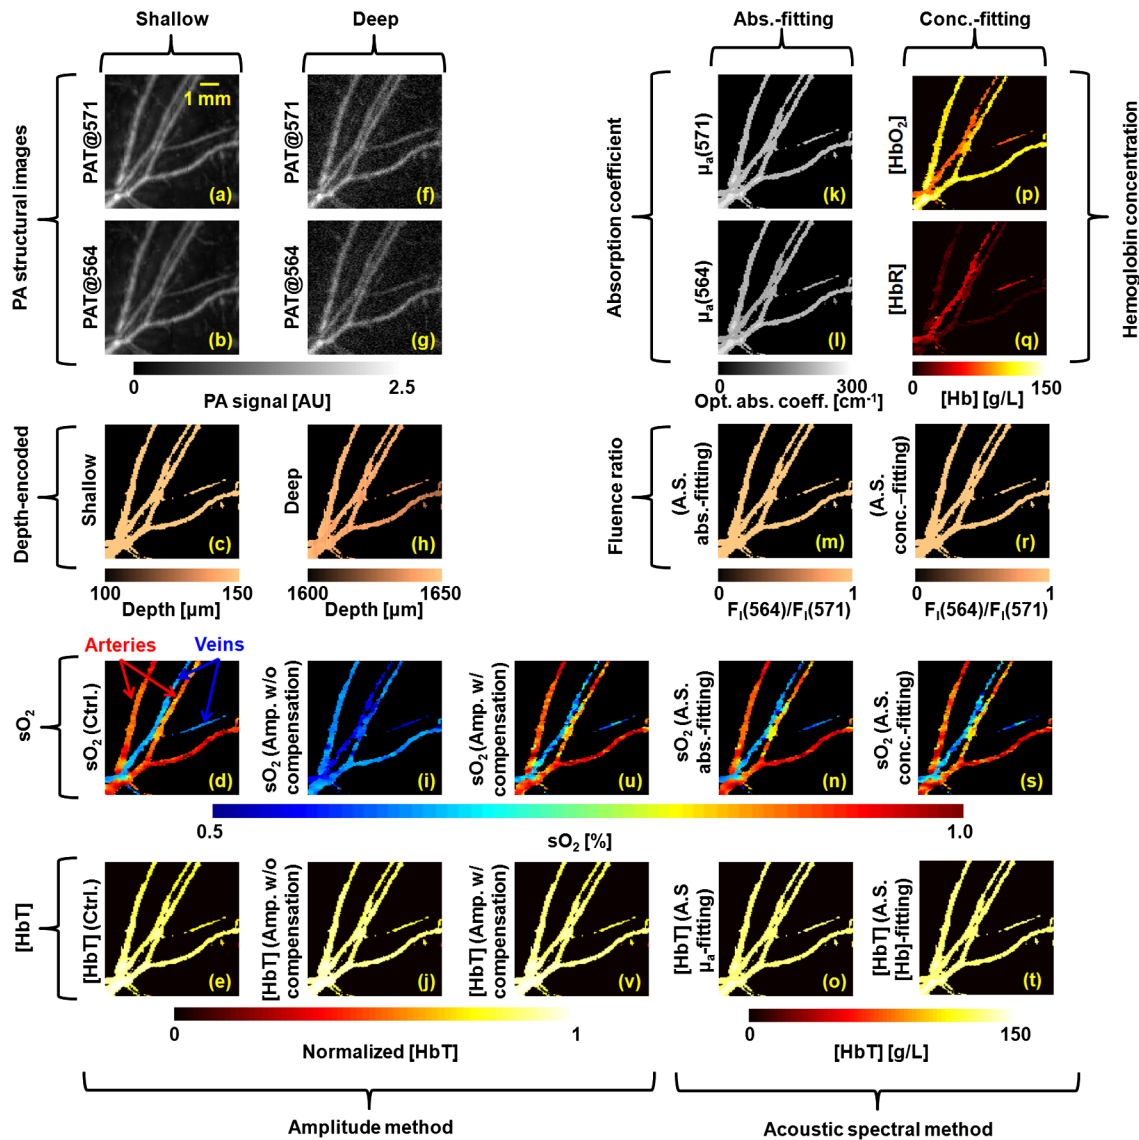 Shallow
Deep
Abs.-fitting
Conc.-fitting
PA structural images
PAT@571
1 mm
(a)
PAT@571
(f)
Absorption coefficient
μa(571)
(k)
[HbO2]
(p)
Hemoglobin concentration
PAT@564
(b)
PAT@564
(g)
μa(564)
(l)
[HbR]
(q)
0
2.5
PA signal [AU]
0
300
Opt. abs. coeff. [cm-1]
0
150
[Hb] [g/L]
Depth-encoded
Shallow
(c)
Deep
(h)
Fluence ratio
(A.S.
abs.-fitting)
(m)
(A.S.
conc.–fitting)
(r)
100
150
Depth [μm]
1600
1650
Depth [μm]
0
1
Fl(564)/Fl(571)
0
1
Fl(564)/Fl(571)
Arteries
Veins
sO2
sO2 (Ctrl.)
(d)
sO2 (Amp. w/o
compensation)
(i)
sO2 (Amp. w/
compensation)
(u)
sO2 (A.S.
abs.-fitting)
(n)
sO2 (A.S.
conc.-fitting)
(s)
0.5
1.0
sO2 [%]
[HbT]
[HbT] (Ctrl.)
(e)
[HbT] (Amp. w/o
compensation)
(j)
[HbT] (Amp. w/
compensation)
(v)
[HbT] (A.S
μa-fitting)
(o)
[HbT] (A.S
[Hb]-fitting)
(t)
0
1
Normalized [HbT]
0
150
[HbT] [g/L]
Amplitude method
Acoustic spectral method